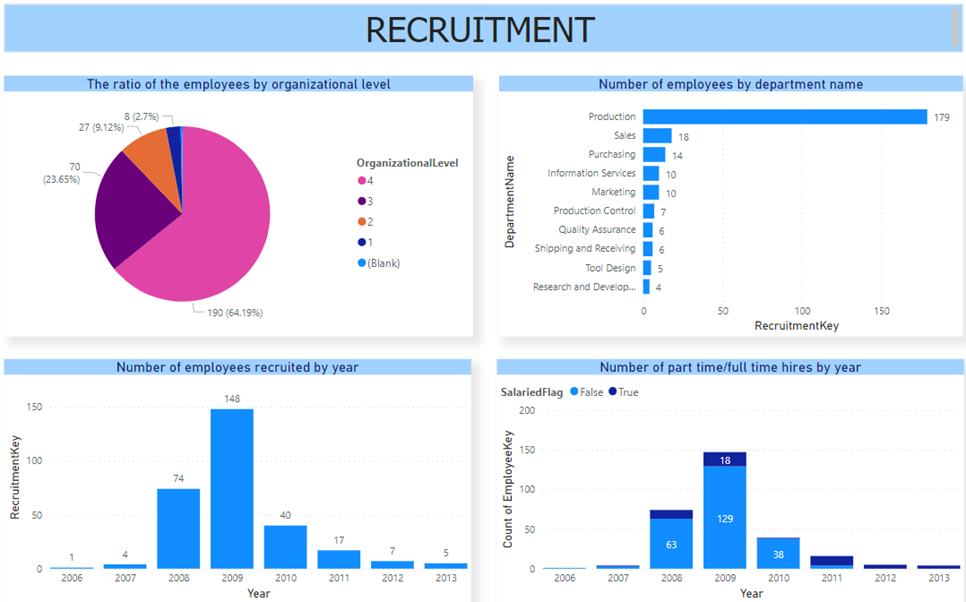 RECRUITMENT
The ratio of the employees by organizational level
8 (2.7%)
27 (9.12%)
70
(23.65%)
190 (64.19%)
OrganizationalLevel
4
3
2
1
(Blank)
Number of employees by department name
DepartmentName
Production 179
Sales 18
Purchasing 14
Information Services 10
Marketing 10
Production Control 7
Quality Assurance 6
Shipping and Receiving 6
Tool Design 5
Research and Develop... 4
0 50 100 150
RecruitmentKey
Number of employees recruited by year
RecruitmentKey
150
100
50
0
1 4 74 148 40 17 7 5
2006 2007 2008 2009 2010 2011 2012 2013
Year
Number of part time/full time hires by year
SalariedFlag False True
Count of EmployeeKey
200
150
100
50
0
63 129 18 38
2006 2007 2008 2009 2010 2011 2012 2013
Year